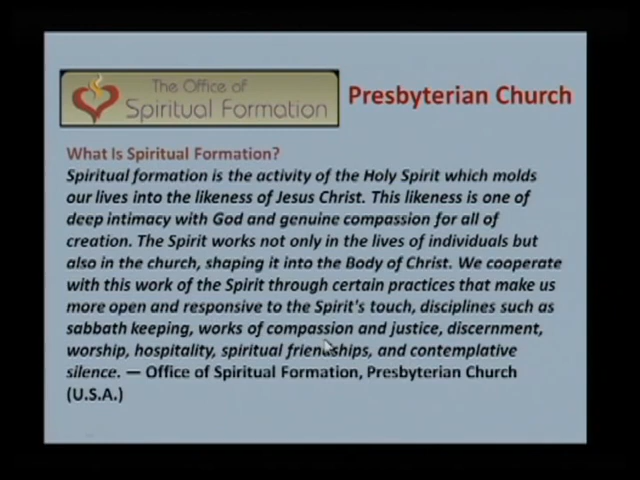 The Office of
Spiritual Formation
Presbyterian Church
What Is Spiritual Formation?
Spiritual formation is the activity of the Holy Spirit which molds
our lives into the likeness of Jesus Christ. This likeness is one of
deep intimacy with God and genuine compassion for all of
creation. The Spirit works not only in the lives of individuals but
also in the church, shaping it into the Body of Christ. We cooperate
with this work of the Spirit through certain practices that make us
more open and responsive to the Spirit's touch, disciplines such as
sabbath keeping, works of compassion and justice, discernment,
worship, hospitality, spiritual friendships, and contemplative
silence. — Office of Spiritual Formation, Presbyterian Church
(U.S.A.)